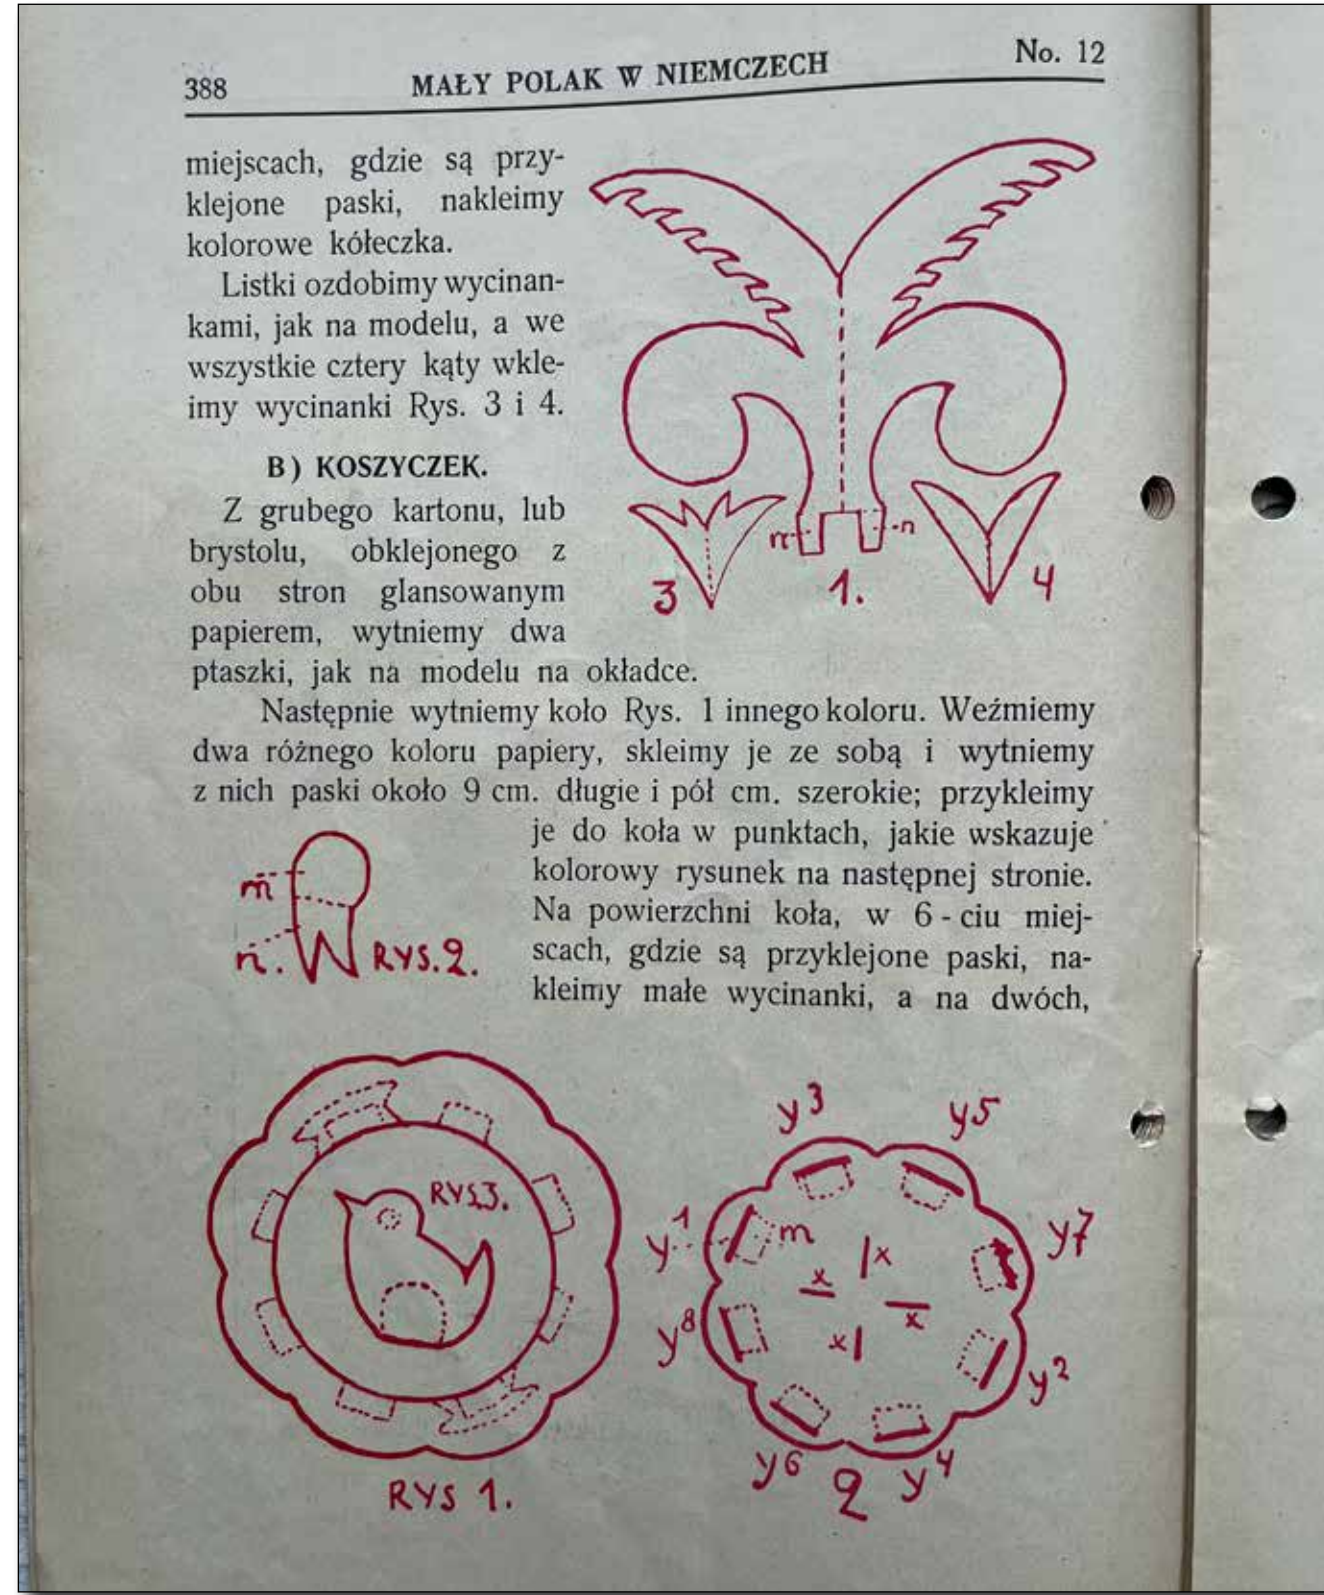 388 MAŁY POLAK W NIEMCZECH No. 12
miejscach, gdzie są przy-
klejone paski, nakleimy
kolorowe kółeczka.
Listki ozdobimy wycinan-
kami, jak na modelu, a we
wszystkie cztery kąty wkle-
imy wycinanki Rys. 3 i 4.
B) KOSZYCZEK.
Z grubego kartonu, lub
brystolu, obklejonego z
obu stron glansowanym
papierem, wytniemy dwa
ptaszki, jak na modelu na okładce.
n n
3 1. 4
Następnie wytniemy koło Rys. 1 innego koloru. Weźmiemy
dwa różnego koloru papiery, skleimy je ze sobą i wytniemy
z nich paski około 9 cm. długie i pół cm. szerokie; przykleimy
je do koła w punktach, jakie wskazuje
kolorowy rysunek na następnej stronie.
Na powierzchni koła, w 6-ciu miej-
scach, gdzie są przyklejone paski, na-
kleimy małe wycinanki, a na dwóch,
m
n. RYS.2.
RYS3.
RYS 1.
y3 y5
y1 m x y7
x
x
y8 x y2
y6 2 y4